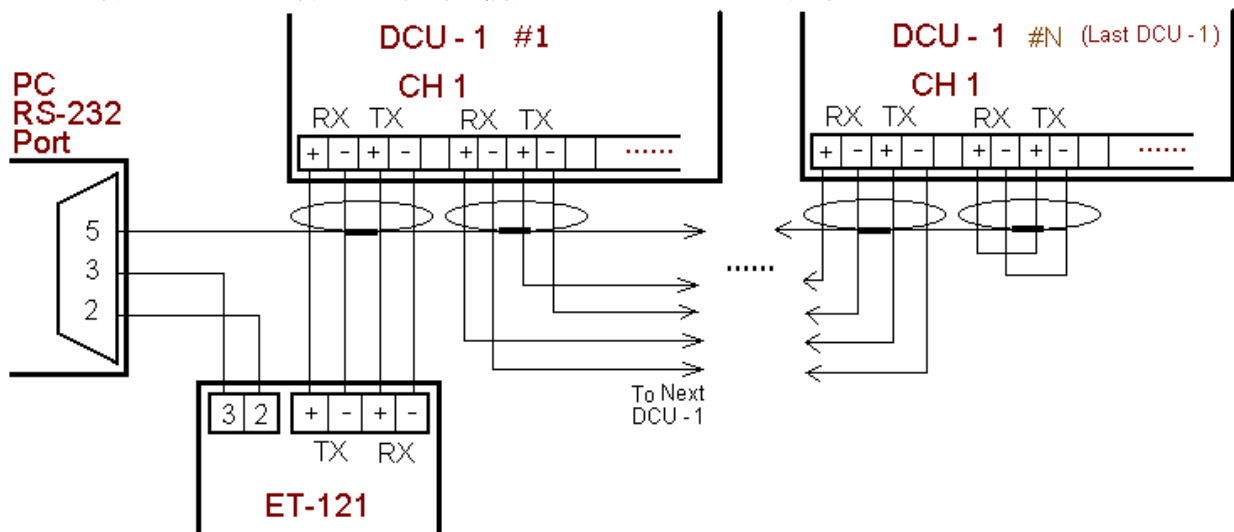 DCU - 1 #1
CH 1
RX TX RX TX
+ - + - + - + - ......
DCU - 1 #N (Last DCU - 1)
CH 1
RX TX RX TX
+ - + - + - + - ......
PC
RS-232
Port
5
3
2
......
To Next
DCU - 1
3 2 + - + -
TX RX
ET-121